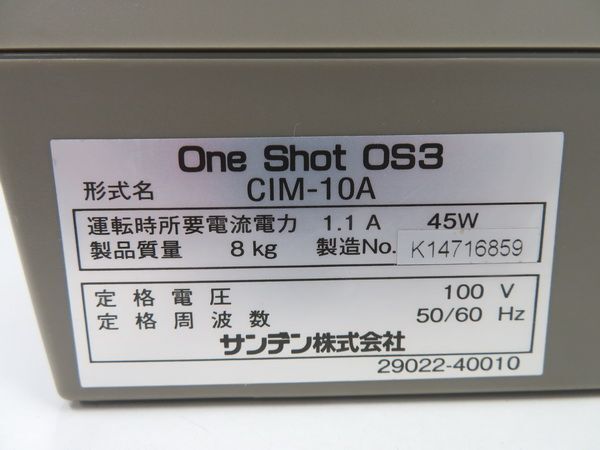 One Shot OS3
形式名 CIM-10A
運転時所要電流電力 1.1 A 45W
製品質量 8 kg 製造No. K14716859
定格電圧 100 V
定格周波数 50/60 Hz
サンデン株式会社
29022-40010